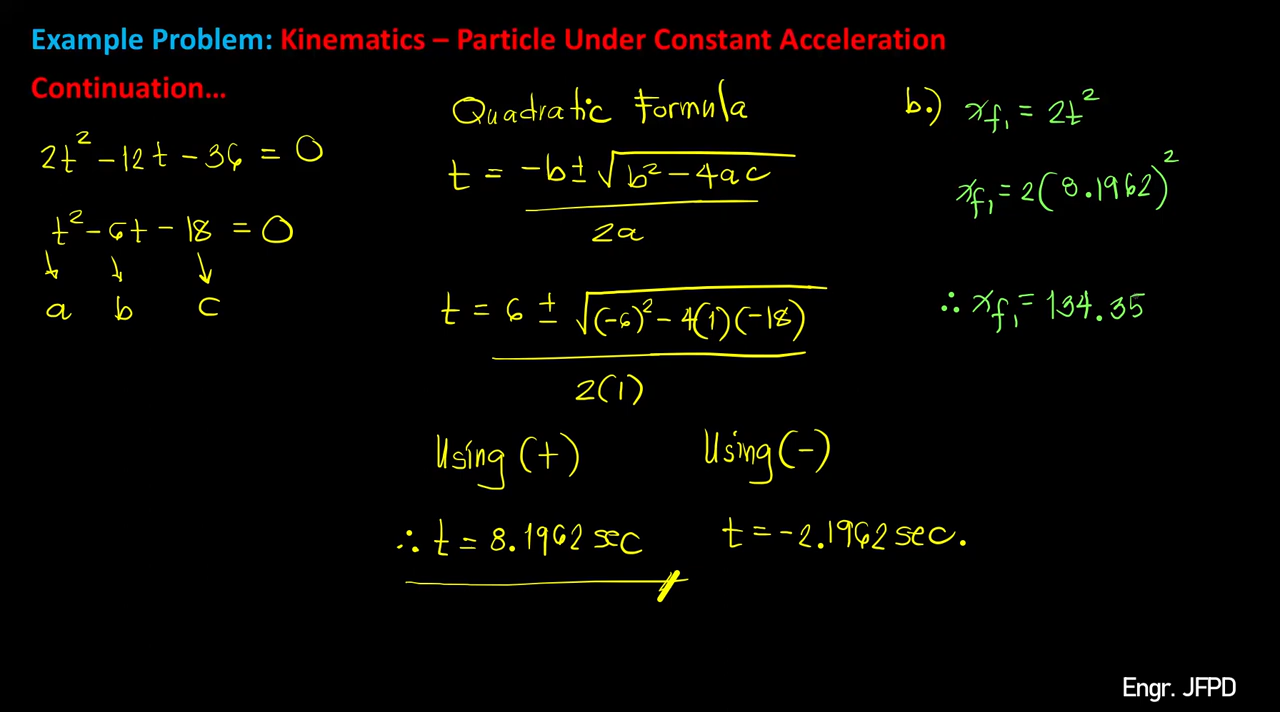 Example Problem: Kinematics – Particle Under Constant Acceleration
Continuation...
2t² - 12t - 36 = 0
t² - 6t - 18 = 0
↓ ↓ ↓
a b c
Quadratic Formula
t = (-b ± √(b² - 4ac)) / 2a
t = (6 ± √((-6)² - 4(1)(-18))) / 2(1)
Using (+)
∴ t = 8.1962 sec
Using (-)
t = -2.1962 sec.
b.) xf₁ = 2t²
xf₁ = 2(8.1962)²
∴ xf₁ = 134.35
Engr. JFPD